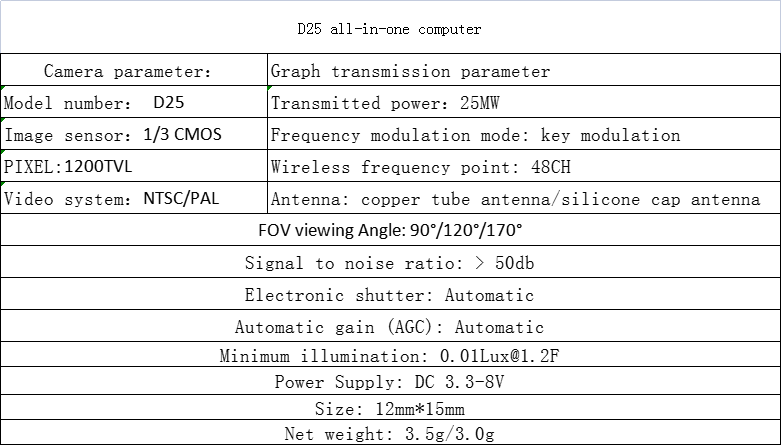 D25 all-in-one computer
Camera parameter: Graph transmission parameter
Model number: D25 Transmitted power: 25MW
Image sensor: 1/3 CMOS Frequency modulation mode: key modulation
PIXEL:1200TVL Wireless frequency point: 48CH
Video system: NTSC/PAL Antenna: copper tube antenna/silicone cap antenna
FOV viewing Angle: 90°/120°/170°
Signal to noise ratio: > 50db
Electronic shutter: Automatic
Automatic gain (AGC): Automatic
Minimum illumination: 0.01Lux@1.2F
Power Supply: DC 3.3-8V
Size: 12mm*15mm
Net weight: 3.5g/3.0g